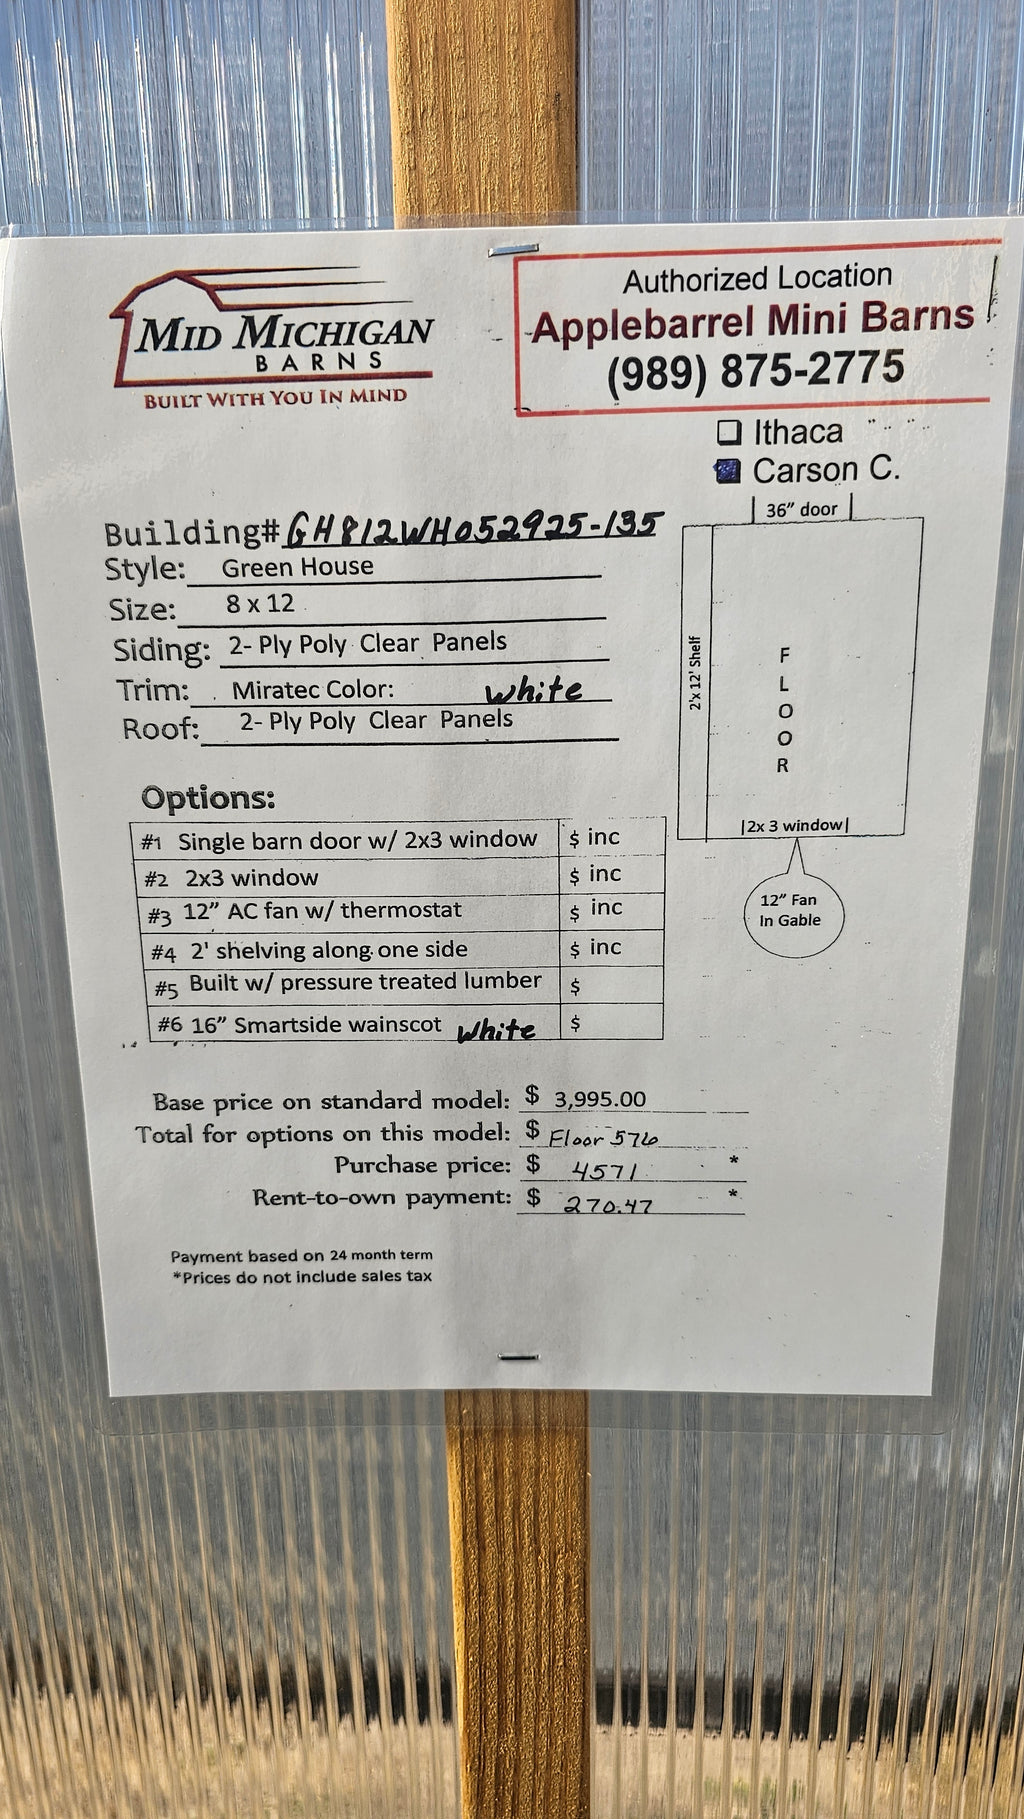 MID MICHIGAN
BARNS
BUILT WITH YOU IN MIND
Authorized Location
Applebarrel Mini Barns
(989) 875-2775
Ithaca
Carson C.
Building# GH812WH052925-135
Style: Green House
Size: 8 x 12
Siding: 2- Ply Poly Clear Panels
Trim: Miratec Color: white
Roof: 2- Ply Poly Clear Panels
36" door
2'x 12' Shelf
FLOOR
|2x 3 window|
12" Fan
In Gable
Options:
#1 Single barn door w/ 2x3 window $ inc
#2 2x3 window $ inc
#3 12" AC fan w/ thermostat $ inc
#4 2' shelving along one side $ inc
#5 Built w/ pressure treated lumber $
#6 16" Smartside wainscot white $
Base price on standard model: $ 3,995.00
Total for options on this model: $ Floor 576
Purchase price: $ 4571 *
Rent-to-own payment: $ 270.47 *
Payment based on 24 month term
*Prices do not include sales tax